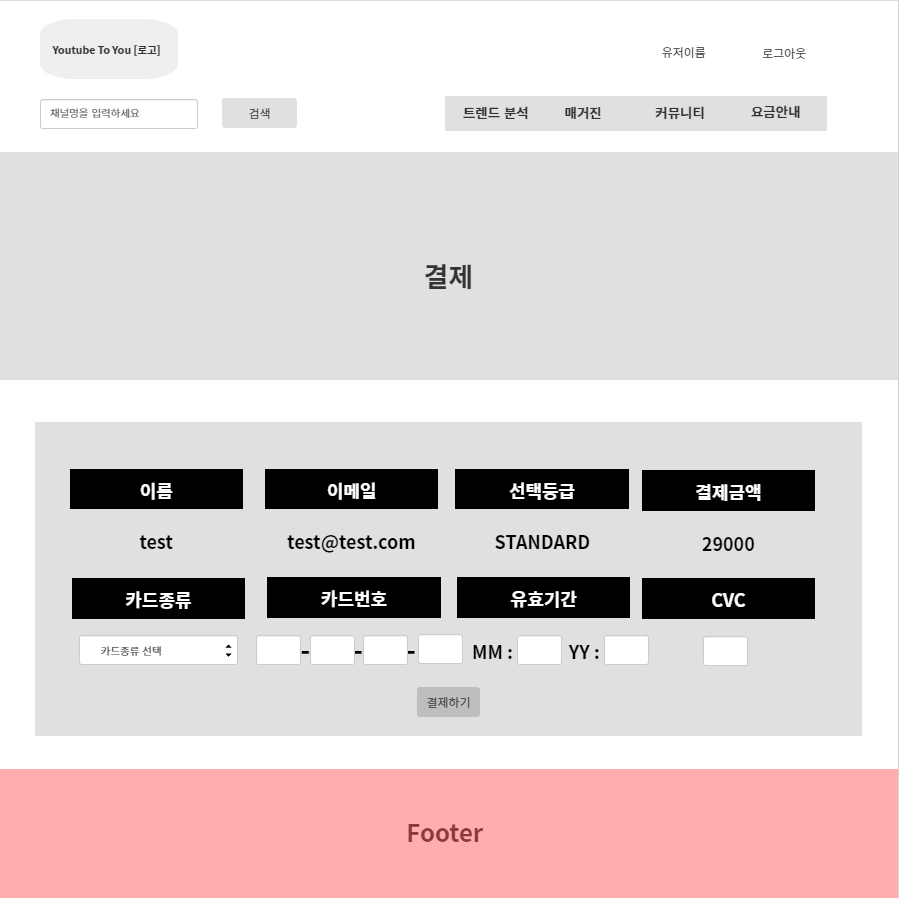 Youtube To You [로고]
유저이름 로그아웃
채널명을 입력하세요 검색 트렌드 분석 매거진 커뮤니티 요금안내
결제
이름 이메일 선택등급 결제금액
test test@test.com STANDARD 29000
카드종류 카드번호 유효기간 CVC
카드종류 선택 - - - MM : YY :
결제하기
Footer